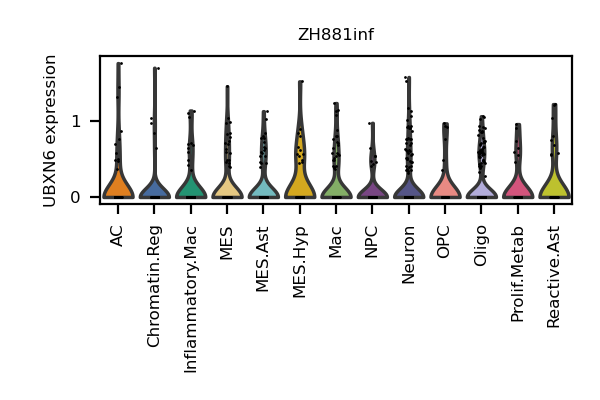 ZH881inf
UBXN6 expression
1
0
AC
Chromatin.Reg
Inflammatory.Mac
MES
MES.Ast
MES.Hyp
Mac
NPC
Neuron
OPC
Oligo
Prolif.Metab
Reactive.Ast